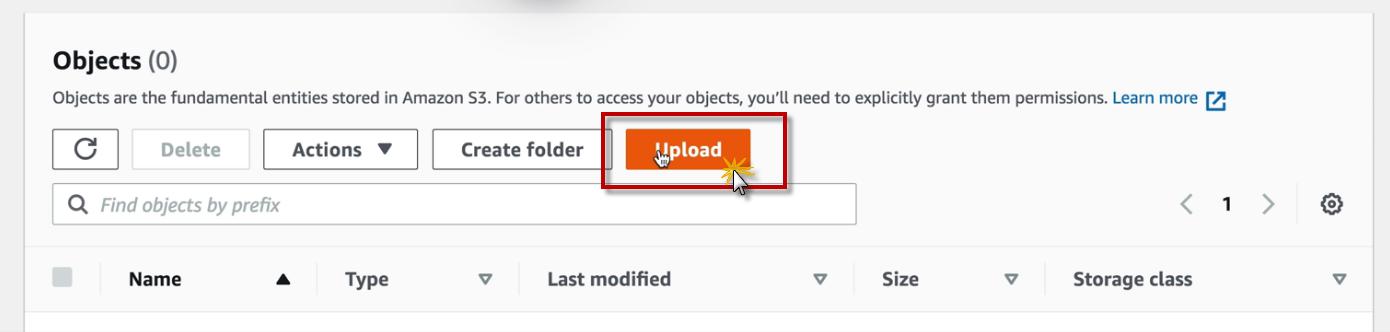 Objects (0)
Objects are the fundamental entities stored in Amazon S3. For others to access your objects, you'll need to explicitly grant them permissions. Learn more
Delete Actions Create folder Upload
Find objects by prefix 1
Name Type Last modified Size Storage class